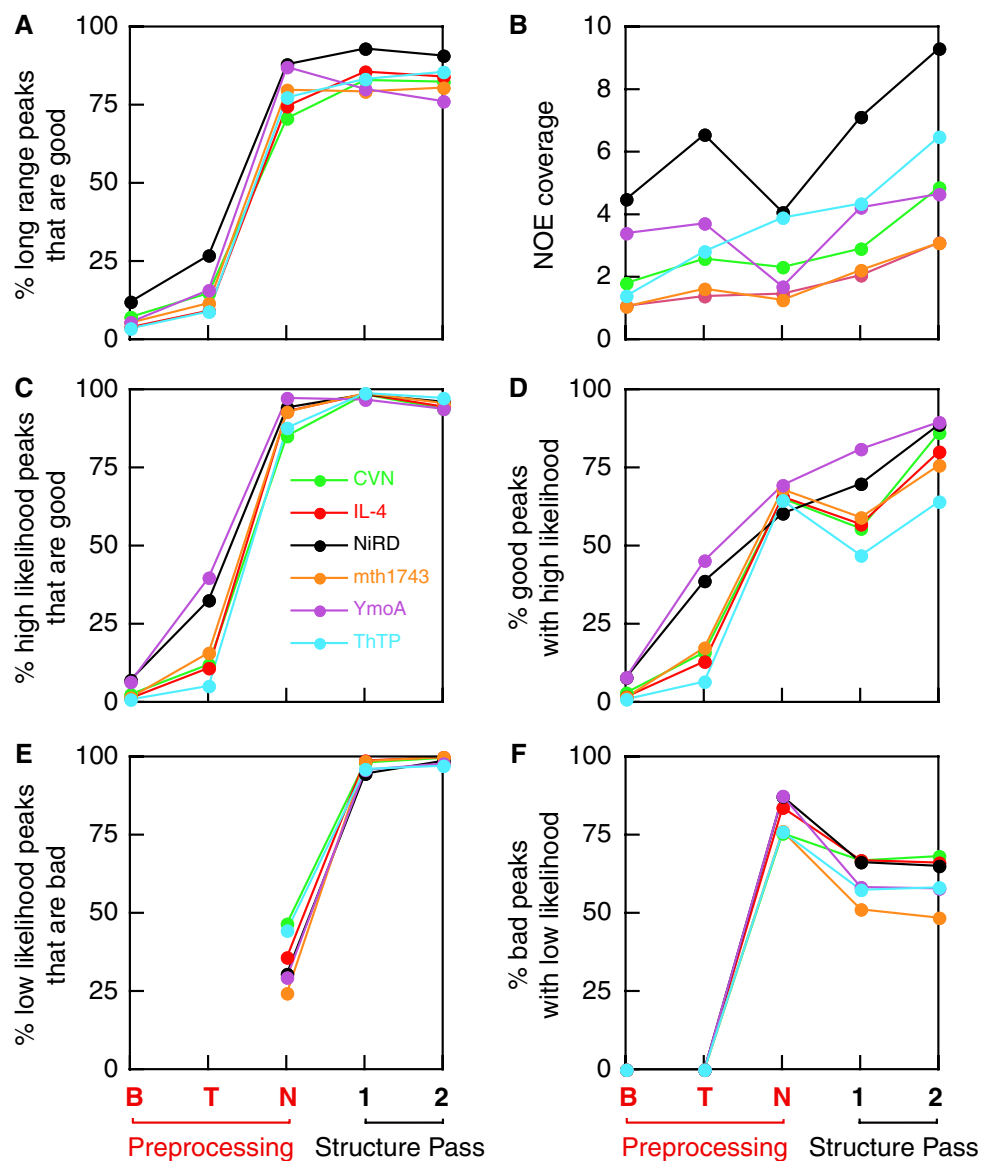 A
% long range peaks
that are good
100
75
50
25
0
B
NOE coverage
10
8
6
4
2
0
C
% high likelihood peaks
that are good
100
75
50
25
0
CVN
IL-4
NiRD
mth1743
YmoA
ThTP
D
% good peaks
with high likelihood
100
75
50
25
0
E
% low likelihood peaks
that are bad
100
75
50
25
0
B T N 1 2
Preprocessing Structure Pass
F
% bad peaks
with low likelihood
100
75
50
25
0
B T N 1 2
Preprocessing Structure Pass